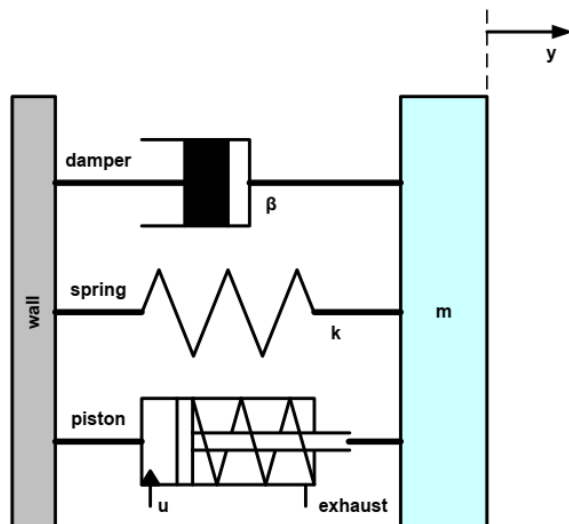 y
damper
β
spring
k
wall
m
piston
u
exhaust